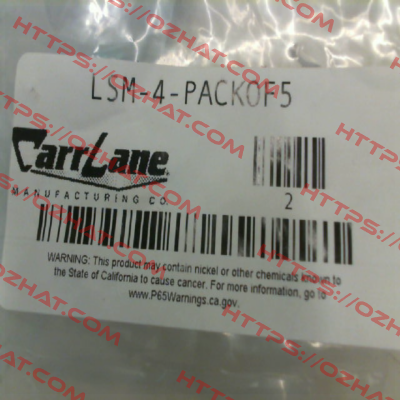 LSM-4-PACKOF5
CarrLane
MANUFACTURING CO.
2
WARNING: This product may contain nickel or other chemicals known to
the State of California to cause cancer. For more information, go to
www.P65Warnings.ca.gov.
HTTPS://OZHAT.COM
HTTPS://OZHAT.COM
HTTPS://OZHAT.COM
HTTPS://OZHAT.COM
HTTPS://OZHAT.COM